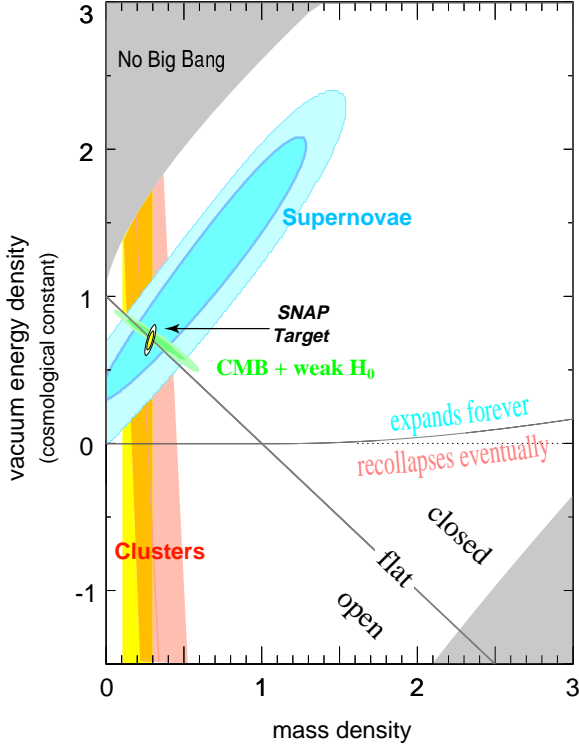 3
No Big Bang
2
Supernovae
1
SNAP
Target
CMB + weak H₀
expands forever
0
recollapses eventually
closed
Clusters
flat
-1
open
0
1
2
3
mass density
vacuum energy density
(cosmological constant)